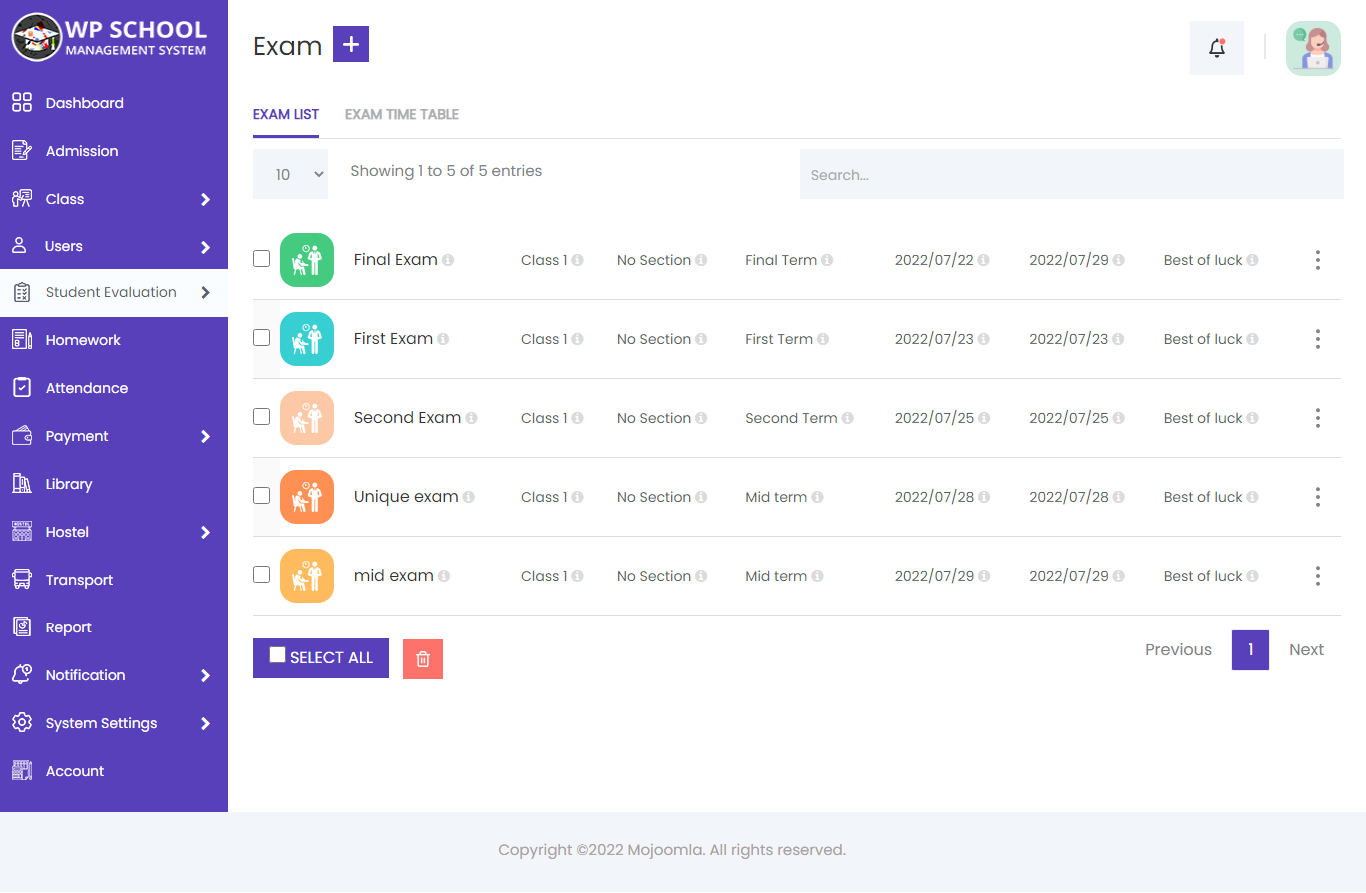 WP SCHOOL
MANAGEMENT SYSTEM
Dashboard
Admission
Class
Users
Student Evaluation
Homework
Attendance
Payment
Library
Hostel
Transport
Report
Notification
System Settings
Account
Exam +
EXAM LIST EXAM TIME TABLE
10 Showing 1 to 5 of 5 entries Search...
Final Exam Class 1 No Section Final Term 2022/07/22 2022/07/29 Best of luck
First Exam Class 1 No Section First Term 2022/07/23 2022/07/23 Best of luck
Second Exam Class 1 No Section Second Term 2022/07/25 2022/07/25 Best of luck
Unique exam Class 1 No Section Mid term 2022/07/28 2022/07/28 Best of luck
mid exam Class 1 No Section Mid term 2022/07/29 2022/07/29 Best of luck
SELECT ALL Previous 1 Next
Copyright ©2022 Mojoomla. All rights reserved.